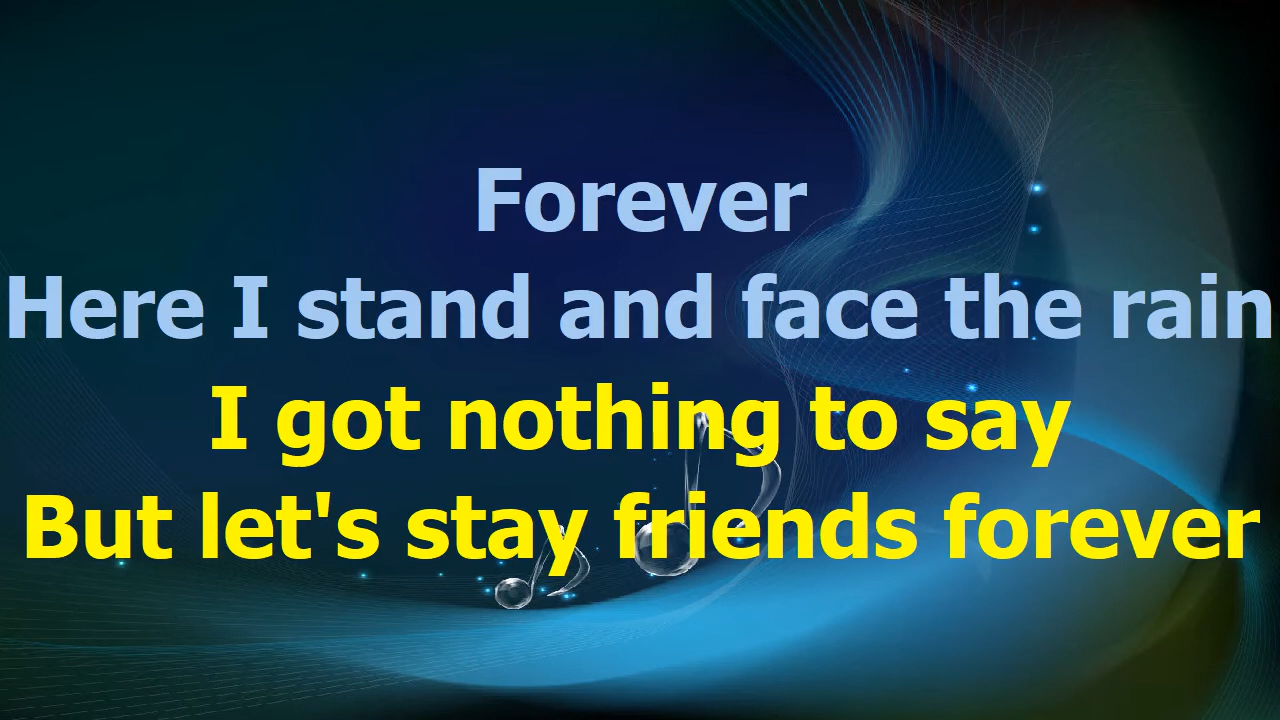 Forever
Here I stand and face the rain
I got nothing to say
But let's stay friends forever